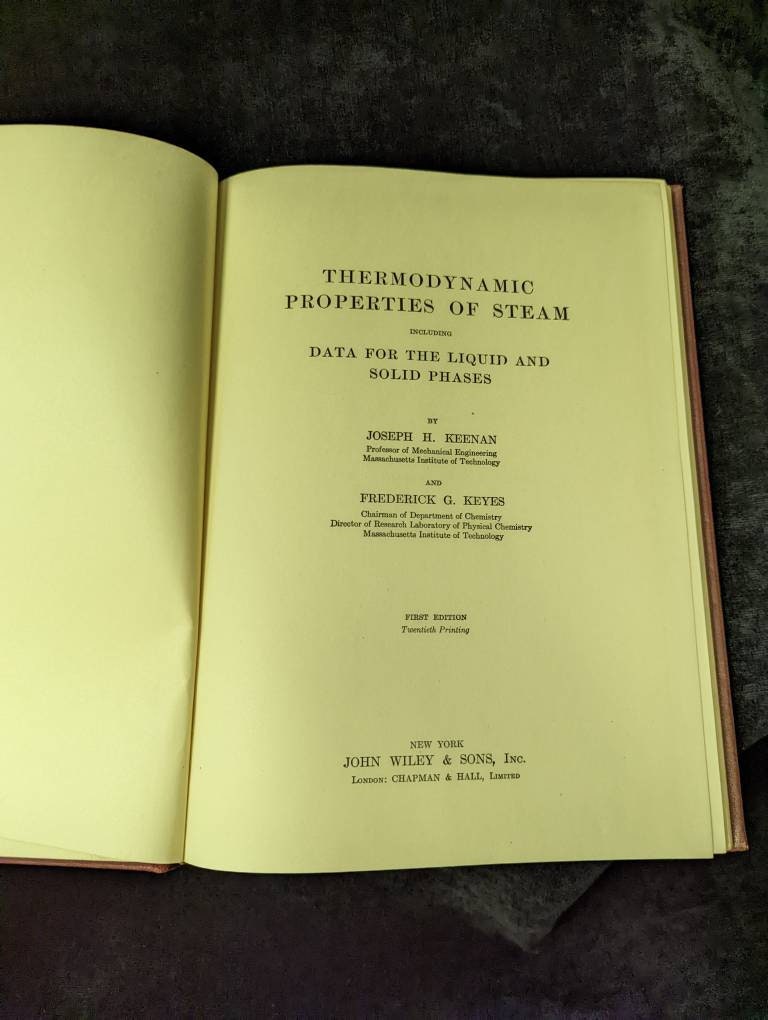 THERMODYNAMIC
PROPERTIES OF STEAM
INCLUDING
DATA FOR THE LIQUID AND
SOLID PHASES
BY
JOSEPH H. KEENAN
Professor of Mechanical Engineering
Massachusetts Institute of Technology
AND
FREDERICK G. KEYES
Chairman of Department of Chemistry
Director of Research Laboratory of Physical Chemistry
Massachusetts Institute of Technology
FIRST EDITION
Twentieth Printing
NEW YORK
JOHN WILEY & SONS, INC.
LONDON: CHAPMAN & HALL, LIMITED